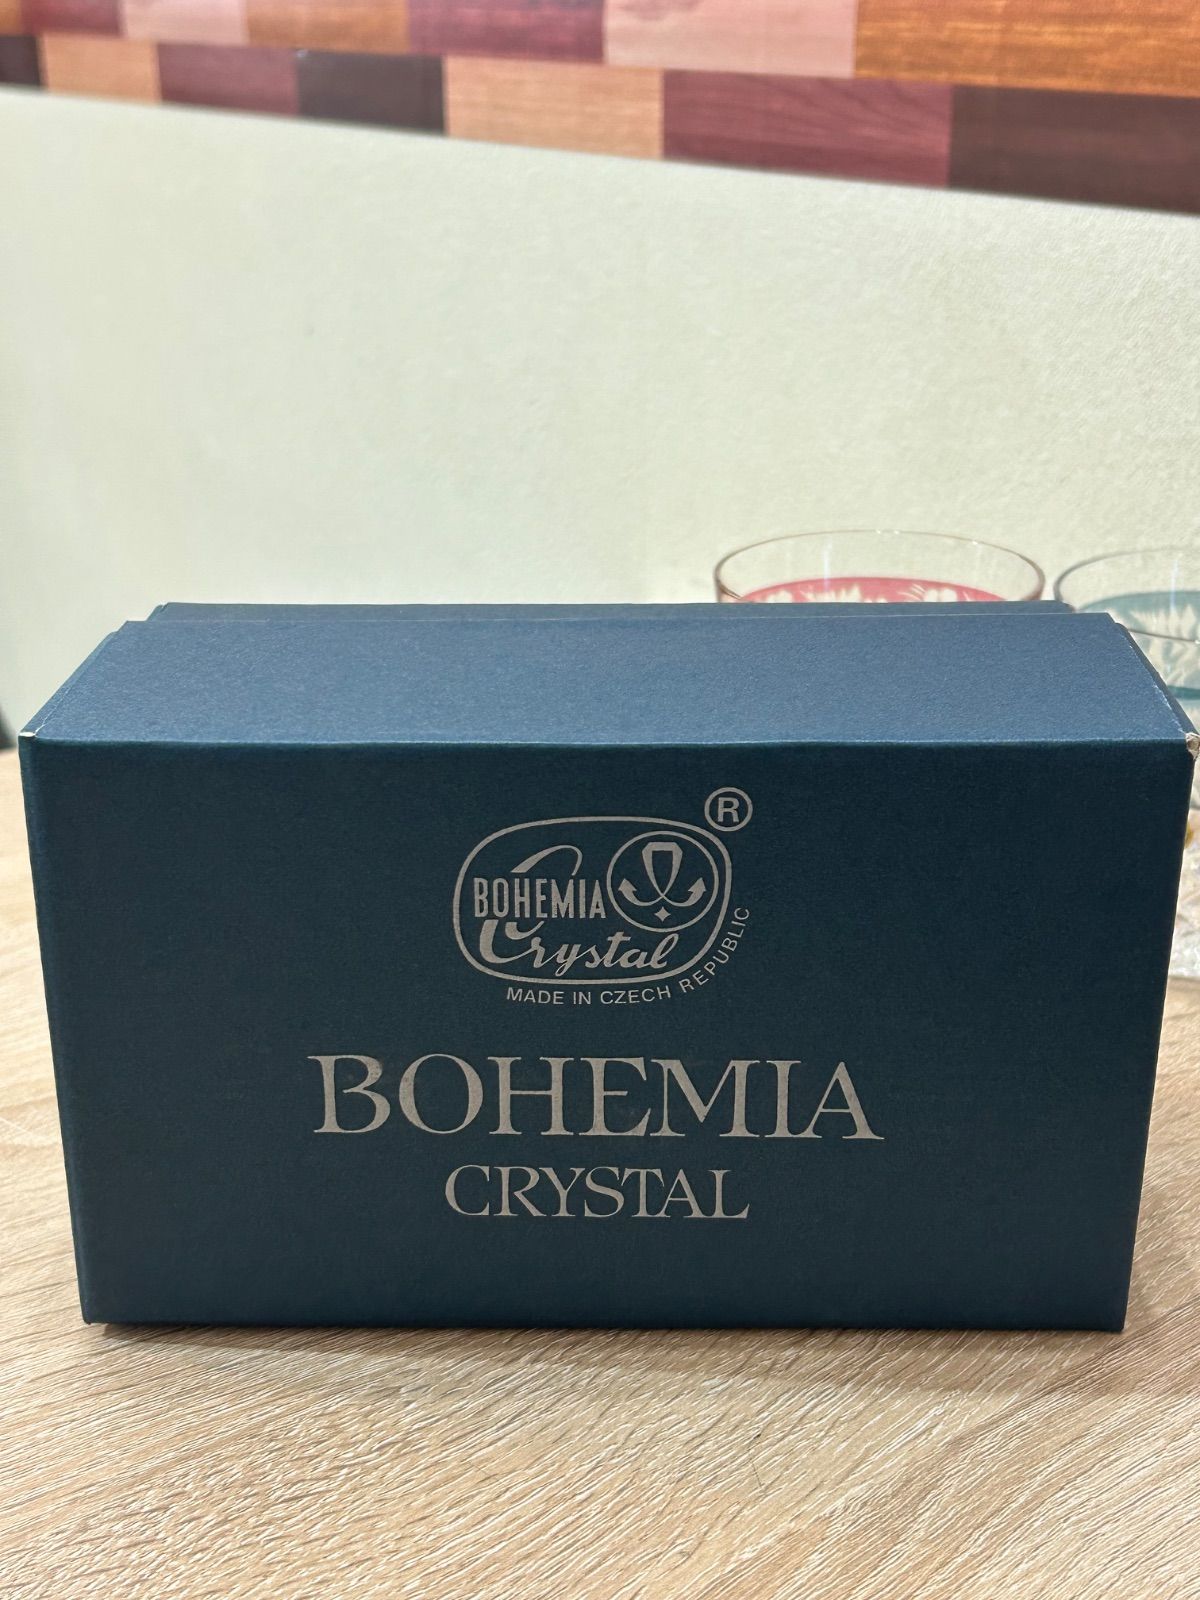 ®
BOHEMIA
Crystal
MADE IN CZECH REPUBLIC
BOHEMIA
CRYSTAL